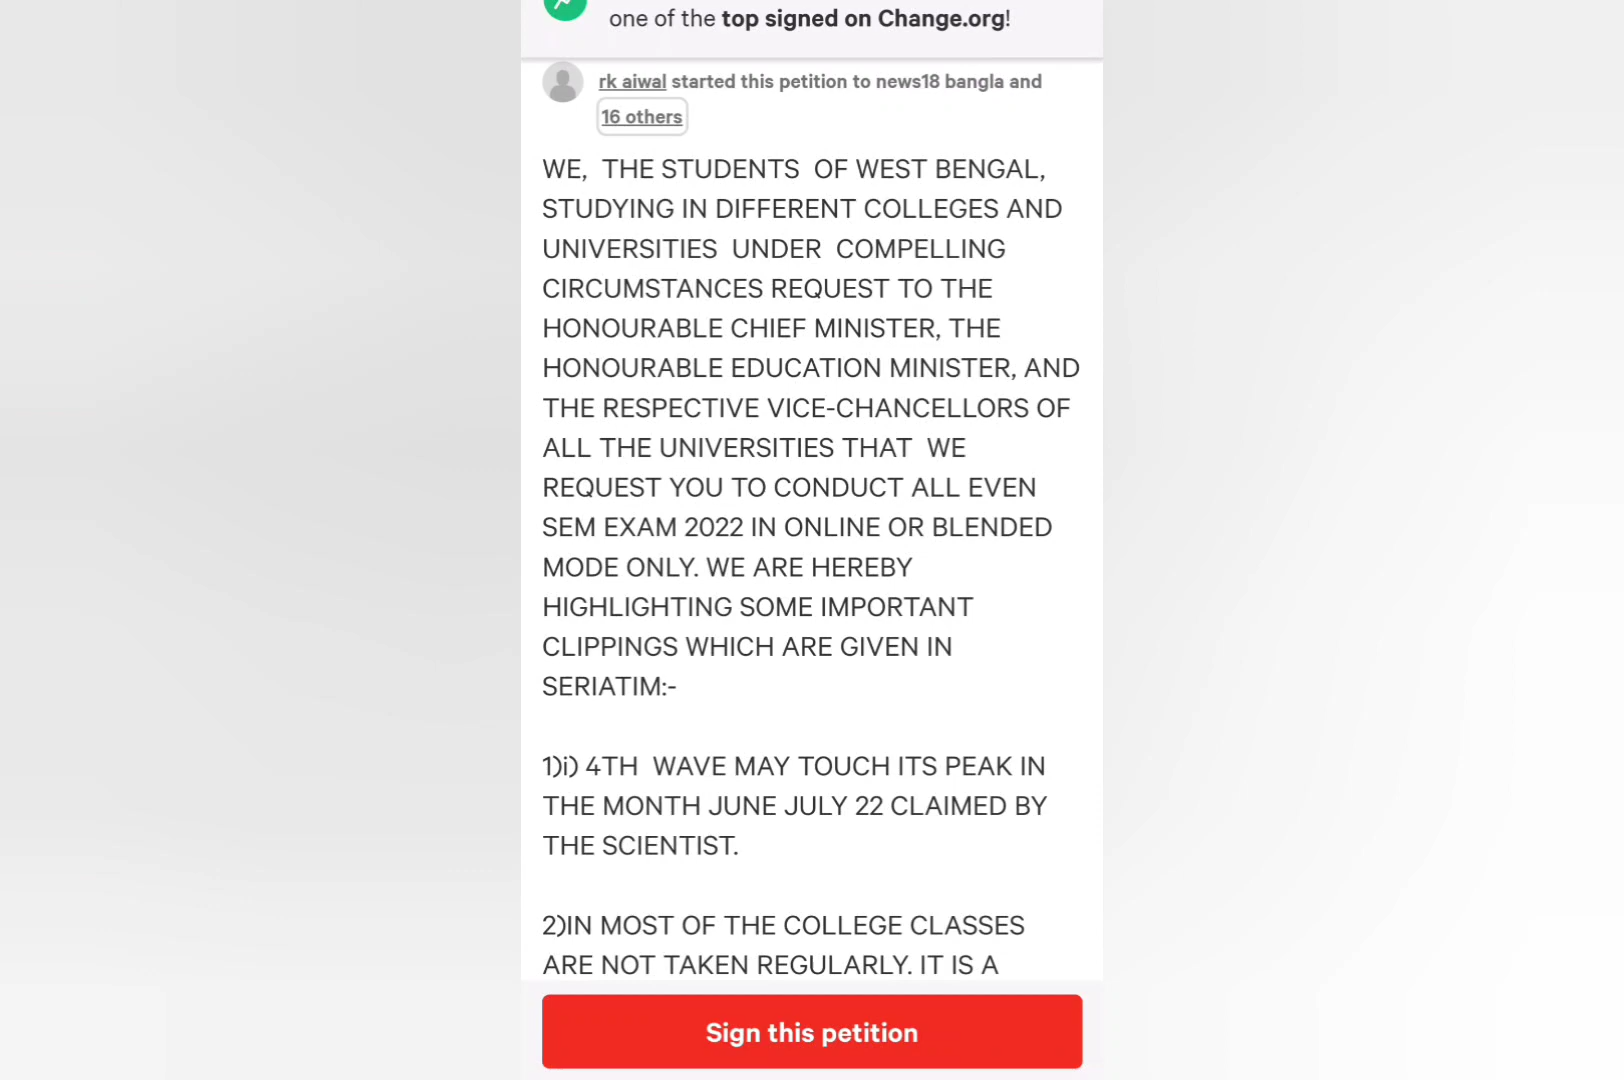 one of the top signed on Change.org!
rk aiwal started this petition to news18 bangla and
16 others
WE, THE STUDENTS OF WEST BENGAL,
STUDYING IN DIFFERENT COLLEGES AND
UNIVERSITIES UNDER COMPELLING
CIRCUMSTANCES REQUEST TO THE
HONOURABLE CHIEF MINISTER, THE
HONOURABLE EDUCATION MINISTER, AND
THE RESPECTIVE VICE-CHANCELLORS OF
ALL THE UNIVERSITIES THAT WE
REQUEST YOU TO CONDUCT ALL EVEN
SEM EXAM 2022 IN ONLINE OR BLENDED
MODE ONLY. WE ARE HEREBY
HIGHLIGHTING SOME IMPORTANT
CLIPPINGS WHICH ARE GIVEN IN
SERIATIM:-
1)i) 4TH WAVE MAY TOUCH ITS PEAK IN
THE MONTH JUNE JULY 22 CLAIMED BY
THE SCIENTIST.
2)IN MOST OF THE COLLEGE CLASSES
ARE NOT TAKEN REGULARLY. IT IS A
Sign this petition